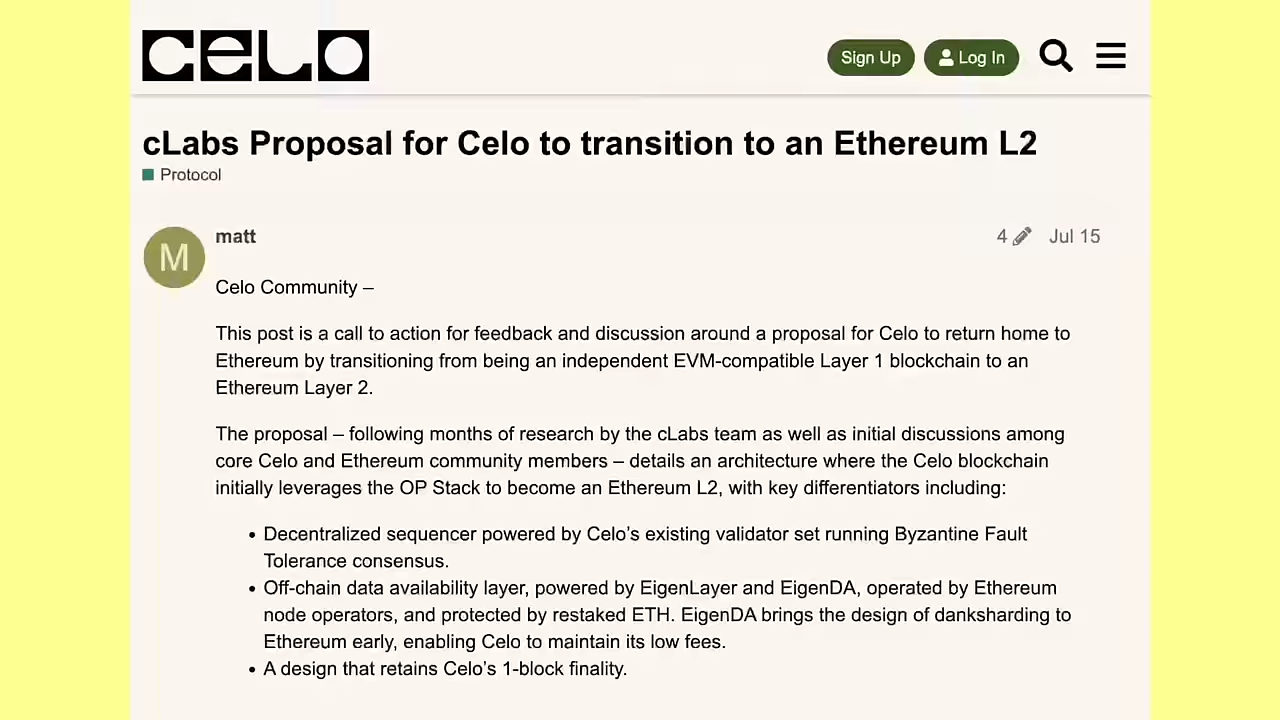 CELO
Sign Up
Log In
cLabs Proposal for Celo to transition to an Ethereum L2
Protocol
M
matt
4
Jul 15
Celo Community –
This post is a call to action for feedback and discussion around a proposal for Celo to return home to
Ethereum by transitioning from being an independent EVM-compatible Layer 1 blockchain to an
Ethereum Layer 2.
The proposal – following months of research by the cLabs team as well as initial discussions among
core Celo and Ethereum community members – details an architecture where the Celo blockchain
initially leverages the OP Stack to become an Ethereum L2, with key differentiators including:
• Decentralized sequencer powered by Celo’s existing validator set running Byzantine Fault
Tolerance consensus.
• Off-chain data availability layer, powered by EigenLayer and EigenDA, operated by Ethereum
node operators, and protected by restaked ETH. EigenDA brings the design of danksharding to
Ethereum early, enabling Celo to maintain its low fees.
• A design that retains Celo’s 1-block finality.